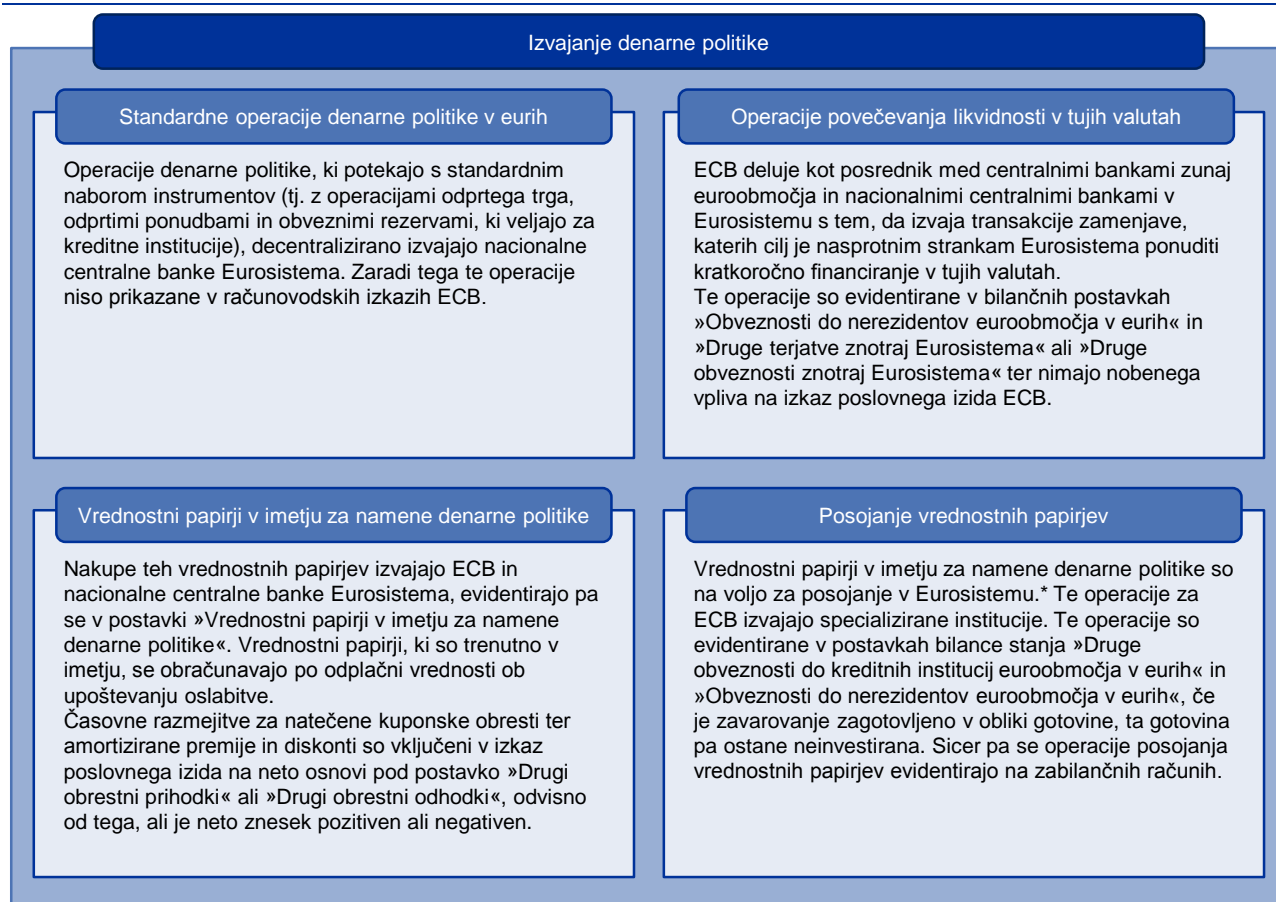 Izvajanje denarne politike
Standardne operacije denarne politike v eurih
Operacije denarne politike, ki potekajo s standardnim
naborom instrumentov (tj. z operacijami odprtega trga,
odprtimi ponudbami in obveznimi rezervami, ki veljajo za
kreditne institucije), decentralizirano izvajajo nacionalne
centralne banke Eurosistema. Zaradi tega te operacije
niso prikazane v računovodskih izkazih ECB.
Operacije povečevanja likvidnosti v tujih valutah
ECB deluje kot posrednik med centralnimi bankami zunaj
euroobmočja in nacionalnimi centralnimi bankami v
Eurosistemu s tem, da izvaja transakcije zamenjave,
katerih cilj je nasprotnim strankam Eurosistema ponuditi
kratkoročno financiranje v tujih valutah.
Te operacije so evidentirane v bilančnih postavkah
»Obveznosti do nerezidentov euroobmočja v eurih« in
»Druge terjatve znotraj Eurosistema« ali »Druge
obveznosti znotraj Eurosistema« ter nimajo nobenega
vpliva na izkaz poslovnega izida ECB.
Vrednostni papirji v imetju za namene denarne politike
Nakupe teh vrednostnih papirjev izvajajo ECB in
nacionalne centralne banke Eurosistema, evidentirajo pa
se v postavki »Vrednostni papirji v imetju za namene
denarne politike«. Vrednostni papirji, ki so trenutno v
imetju, se obračunavajo po odplačni vrednosti ob
upoštevanju oslabitve.
Časovne razmejitve za natečene kuponske obresti ter
amortizirane premije in diskonti so vključeni v izkaz
poslovnega izida na neto osnovi pod postavko »Drugi
obrestni prihodki« ali »Drugi obrestni odhodki«, odvisno
od tega, ali je neto znesek pozitiven ali negativen.
Posojanje vrednostnih papirjev
Vrednostni papirji v imetju za namene denarne politike so
na voljo za posojanje v Eurosistemu.* Te operacije za
ECB izvajajo specializirane institucije. Te operacije so
evidentirane v postavkah bilance stanja »Druge
obveznosti do kreditnih institucij euroobmočja v eurih« in
»Obveznosti do nerezidentov euroobmočja v eurih«, če
je zavarovanje zagotovljeno v obliki gotovine, ta gotovina
pa ostane neinvestirana. Sicer pa se operacije posojanja
vrednostnih papirjev evidentirajo na zabilančnih računih.